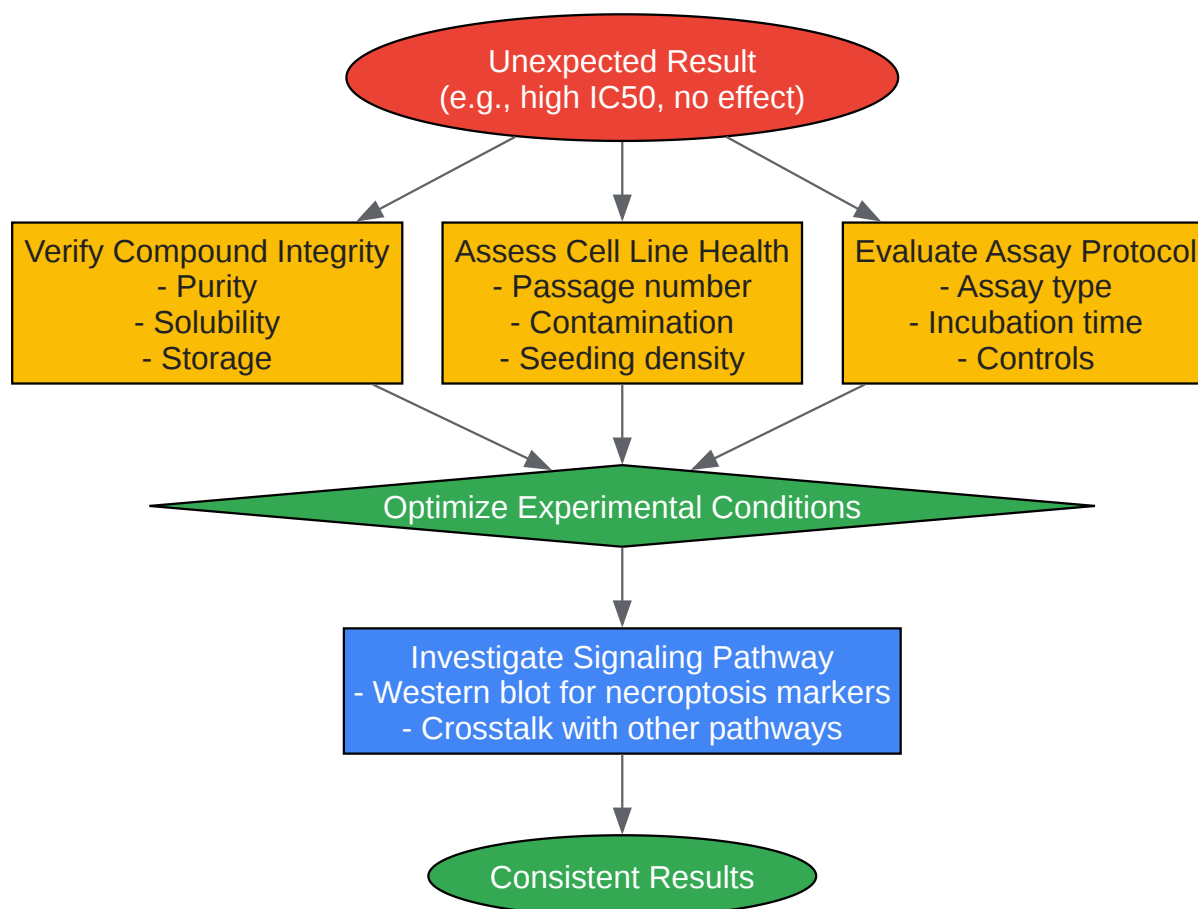 Unexpected Result
(e.g., high IC50, no effect)
Verify Compound Integrity
- Purity
- Solubility
- Storage
Assess Cell Line Health
- Passage number
- Contamination
- Seeding density
Evaluate Assay Protocol
- Assay type
- Incubation time
- Controls
Optimize Experimental Conditions
Investigate Signaling Pathway
- Western blot for necroptosis markers
- Crosstalk with other pathways
Consistent Results